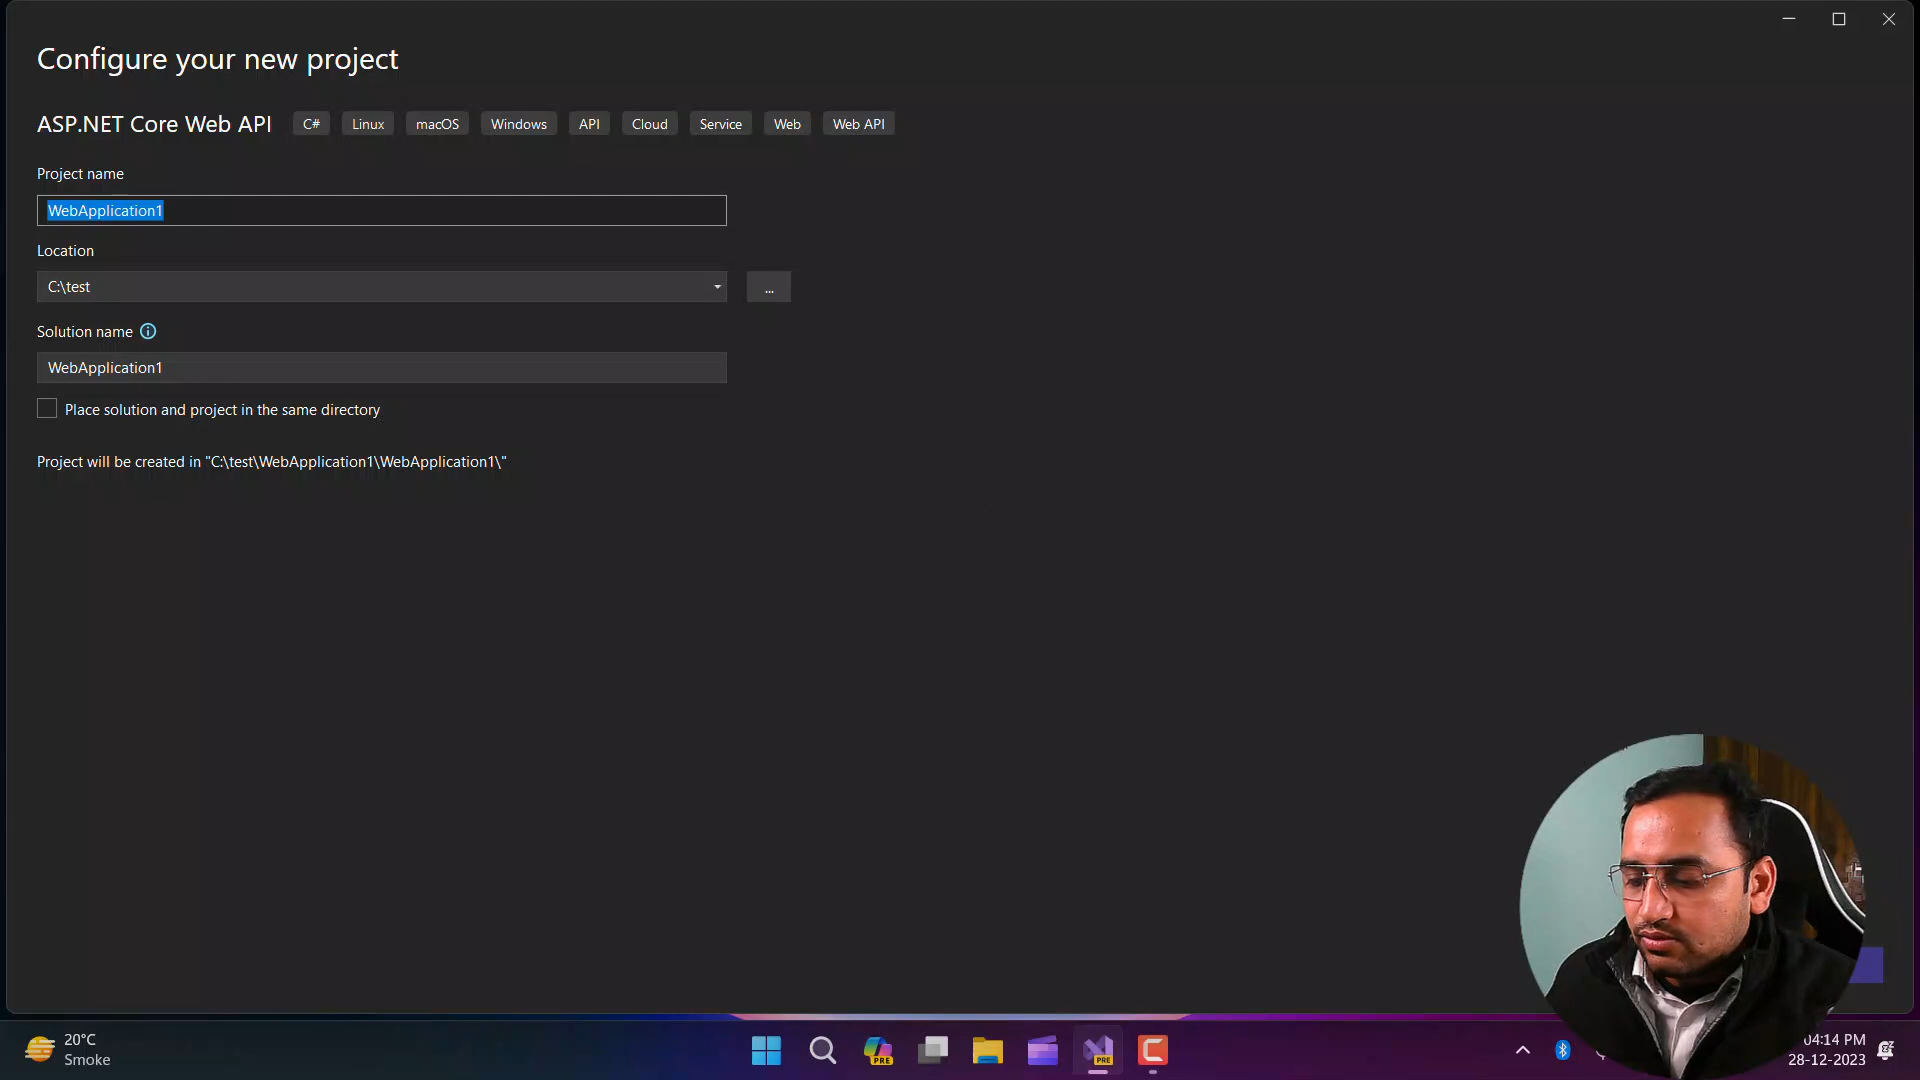 Configure your new project
ASP.NET Core Web API C# Linux macOS Windows API Cloud Service Web Web API
Project name
WebApplication1
Location
C:\test
...
Solution name
WebApplication1
Place solution and project in the same directory
Project will be created in "C:\test\WebApplication1\WebApplication1\"
20°C
Smoke
PRE
PRE
04:14 PM
28-12-2023